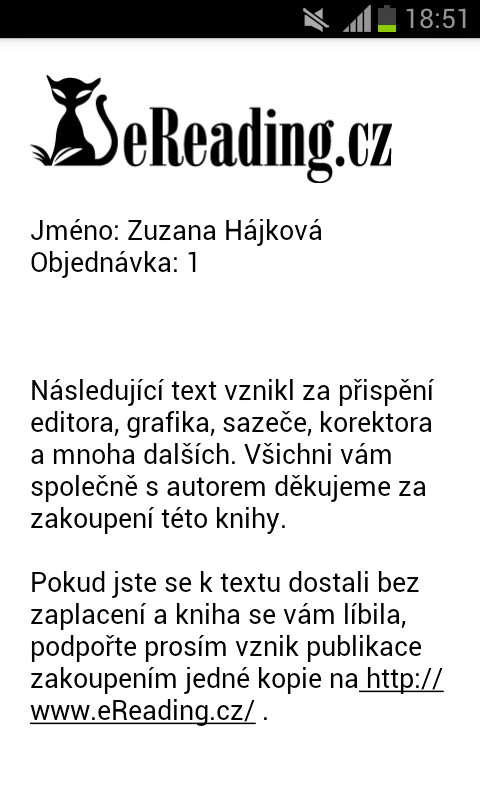 18:51
eReading.cz
Jméno: Zuzana Hájková
Objednávka: 1
Následující text vznikl za přispění
editora, grafika, sazeče, korektora
a mnoha dalších. Všichni vám
společně s autorem děkujeme za
zakoupení této knihy.
Pokud jste se k textu dostali bez
zaplacení a kniha se vám líbila,
podpořte prosím vznik publikace
zakoupením jedné kopie na http://
www.eReading.cz/ .